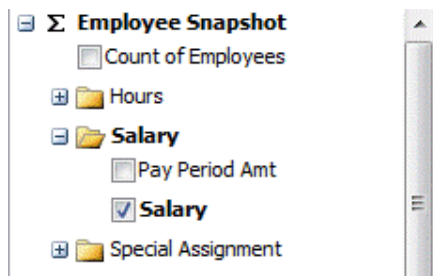 Σ Employee Snapshot
Count of Employees
Hours
Salary
Pay Period Amt
Salary
Special Assignment